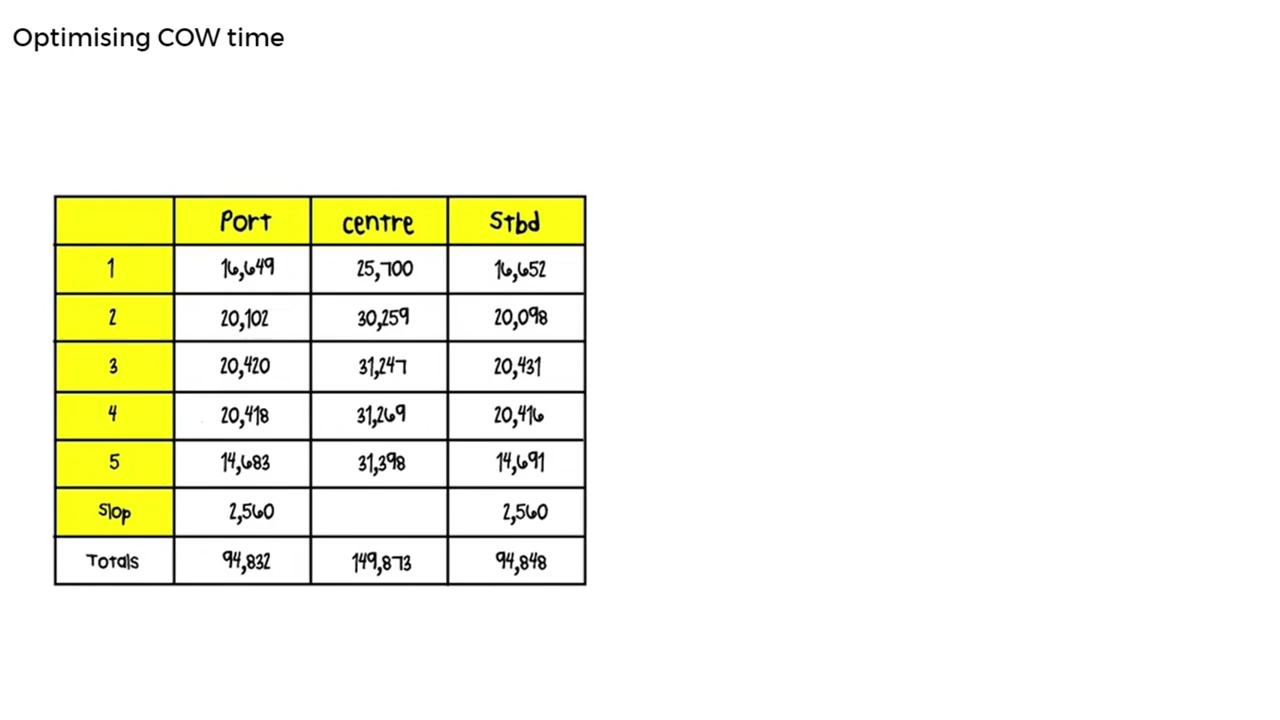 Optimising COW time
Port centre Stbd
1 16,649 25,700 16,652
2 20,102 30,259 20,098
3 20,420 31,247 20,431
4 20,418 31,269 20,416
5 14,683 31,398 14,691
Slop 2,560 2,560
Totals 94,832 149,873 94,848